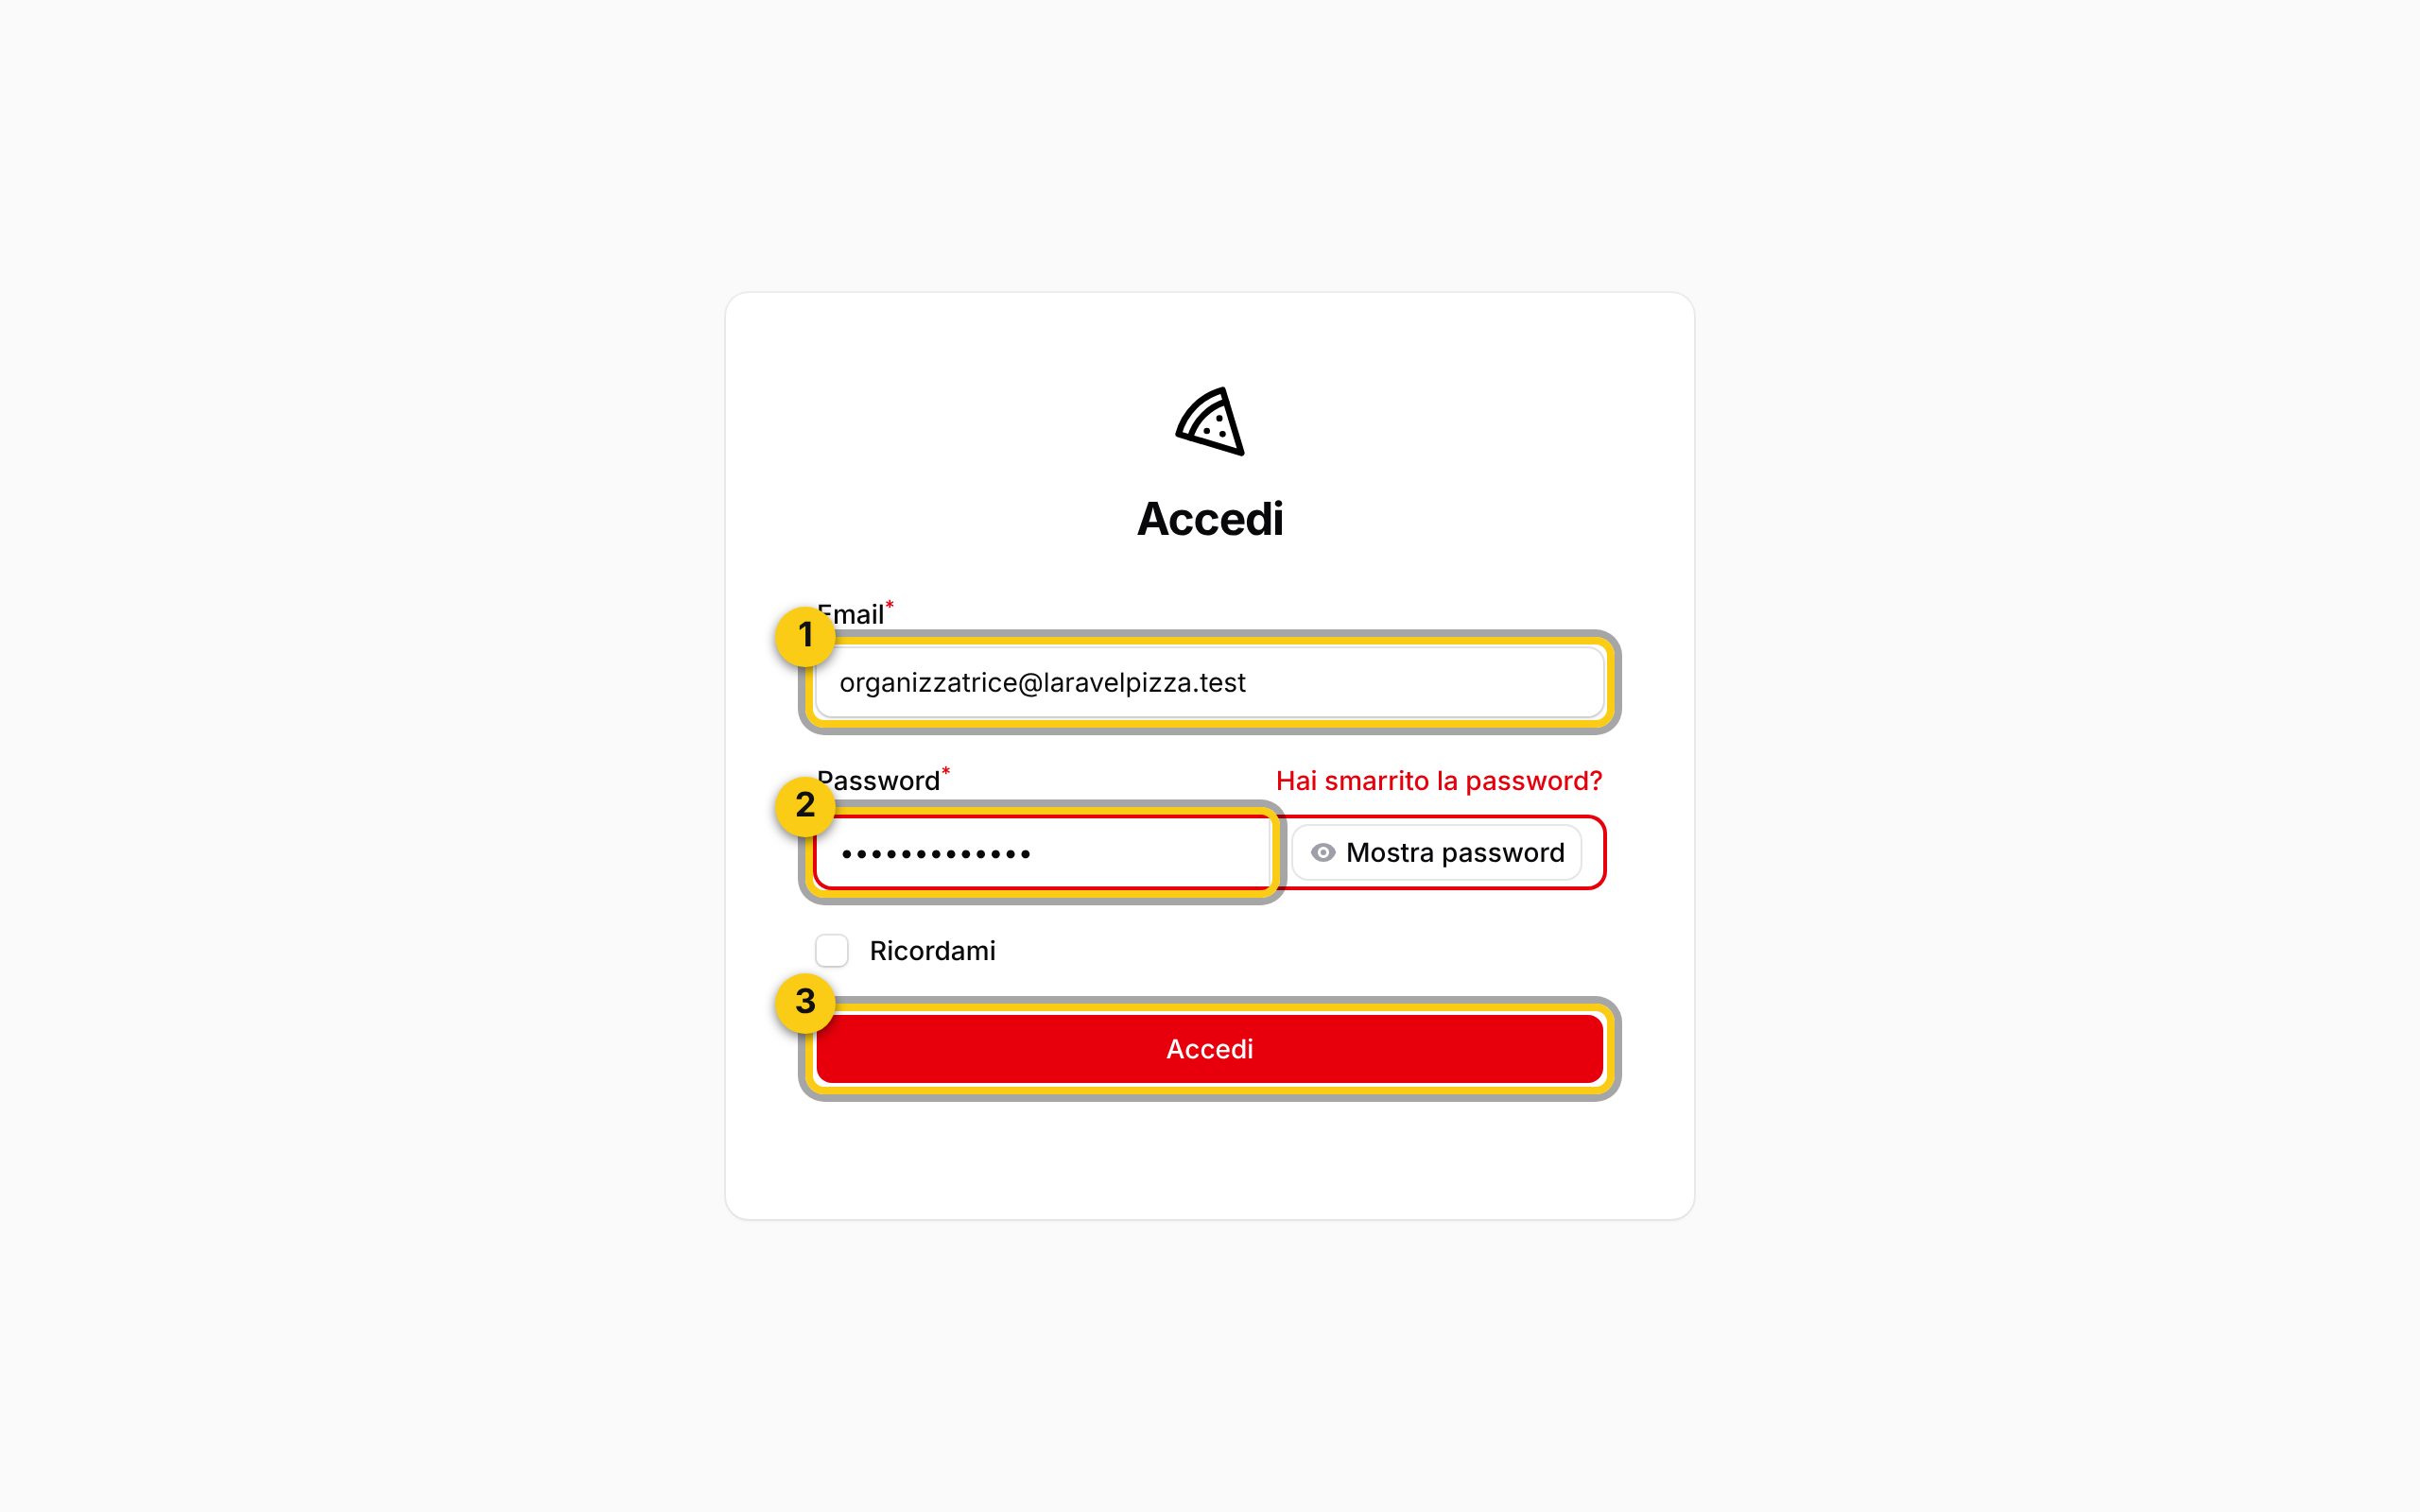 Accedi
Email*
1
organizzatrice@laravelpizza.test
Password* Hai smarrito la password?
2
••••••••••••• Mostra password
Ricordami
3
Accedi